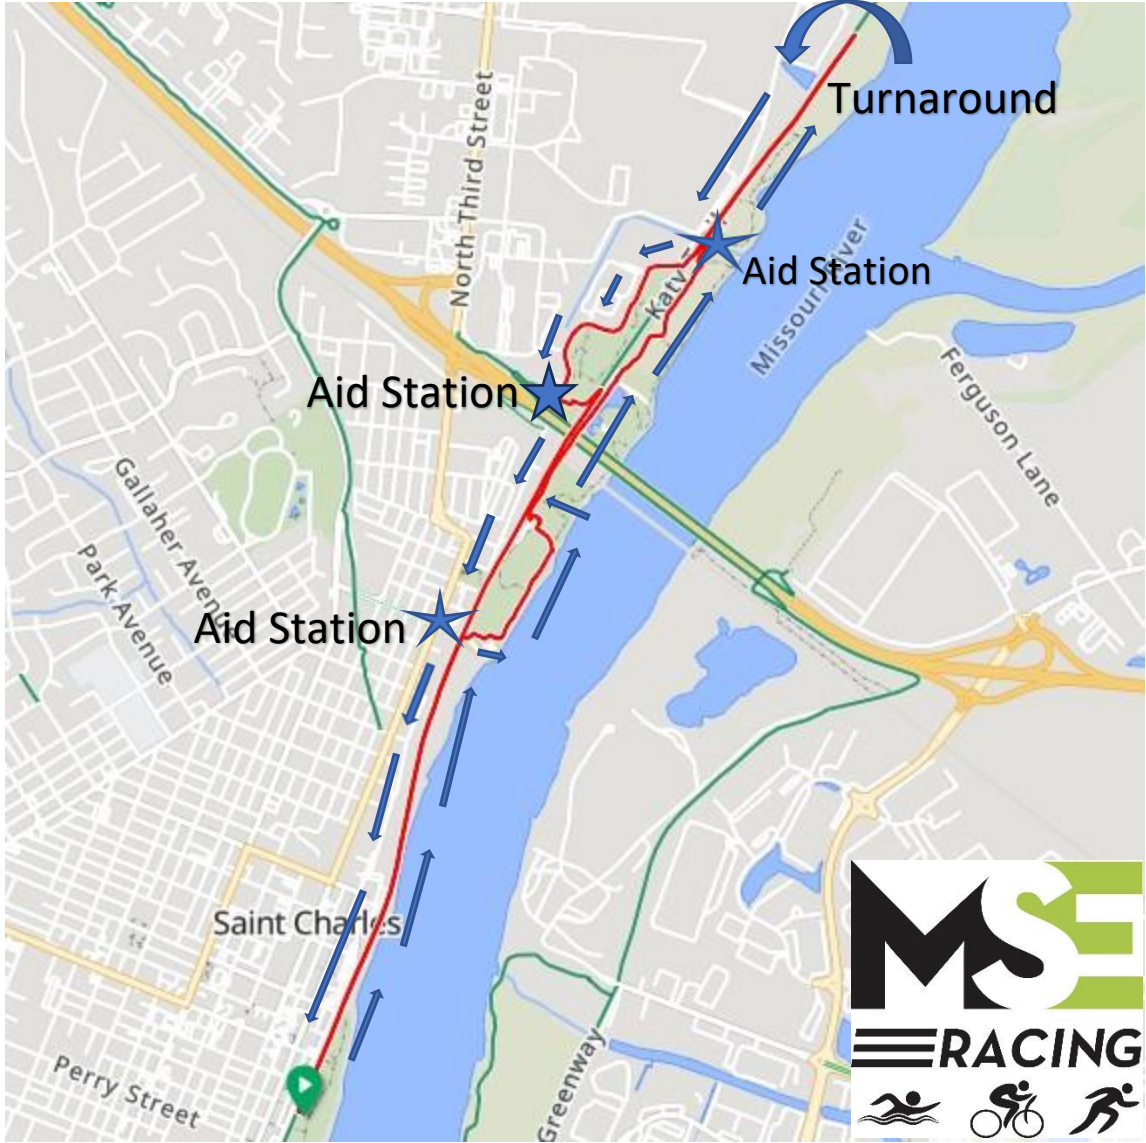 Turnaround
North Third Street
Aid Station
Missouri River
Aid Station
Ferguson Lane
Gallaher Avenue
Park Avenue
Aid Station
Saint Charles
Perry Street
Greenway
MSE
RACING